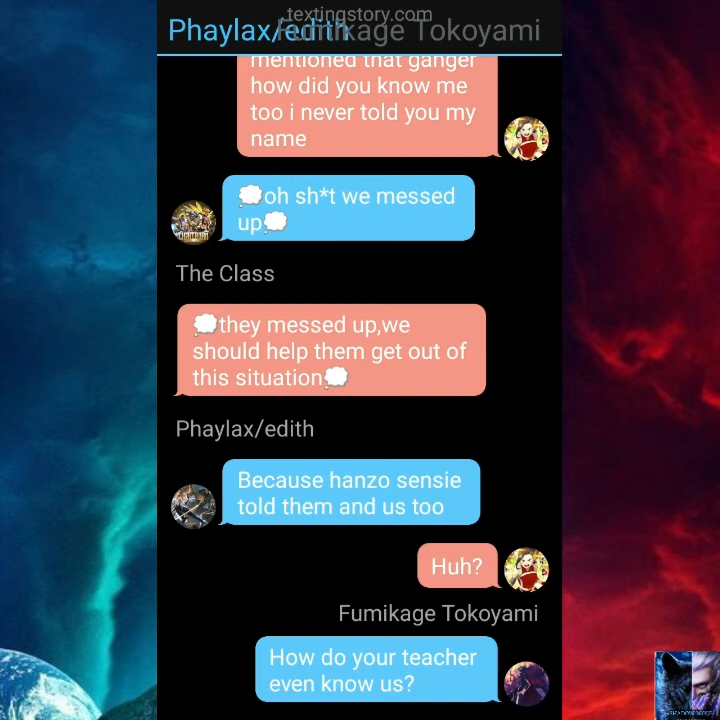 textingstory.com
Phaylax/edith
Fumikage Tokoyami
mentioned that ganger
how did you know me
too i never told you my
name
💭oh sh*t we messed
up💭
The Class
💭they messed up,we
should help them get out of
this situation💭
Phaylax/edith
Because hanzo sensie
told them and us too
Huh?
Fumikage Tokoyami
How do your teacher
even know us?